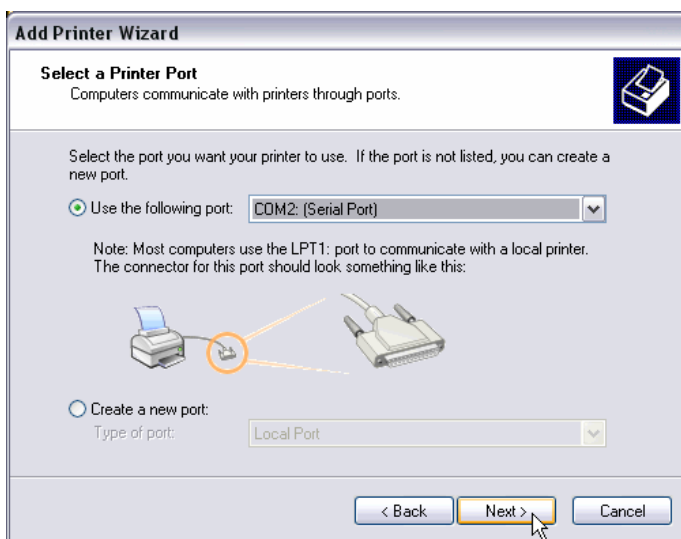 Add Printer Wizard
Select a Printer Port
Computers communicate with printers through ports.
Select the port you want your printer to use. If the port is not listed, you can create a
new port.
Use the following port: COM2: (Serial Port)
Note: Most computers use the LPT1: port to communicate with a local printer.
The connector for this port should look something like this:
Create a new port:
Type of port: Local Port
< Back Next > Cancel